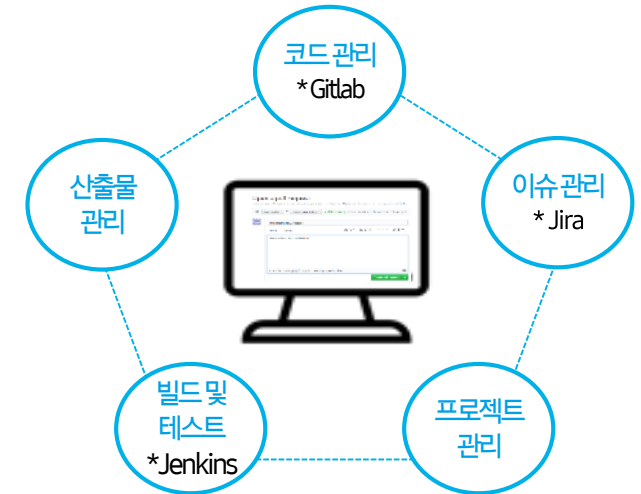 코드 관리
*Gitlab
산출물
관리
이슈 관리
* Jira
빌드 및
테스트
*Jenkins
프로젝트
관리